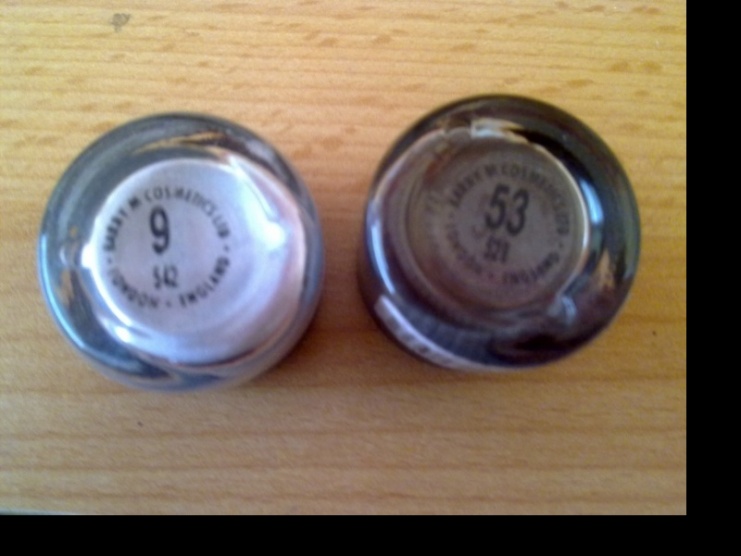 BARRY M COSMETICS LTD
9
542
• LONDON • ENGLAND •
BARRY M COSMETICS LTD
53
• LONDON • ENGLAND •